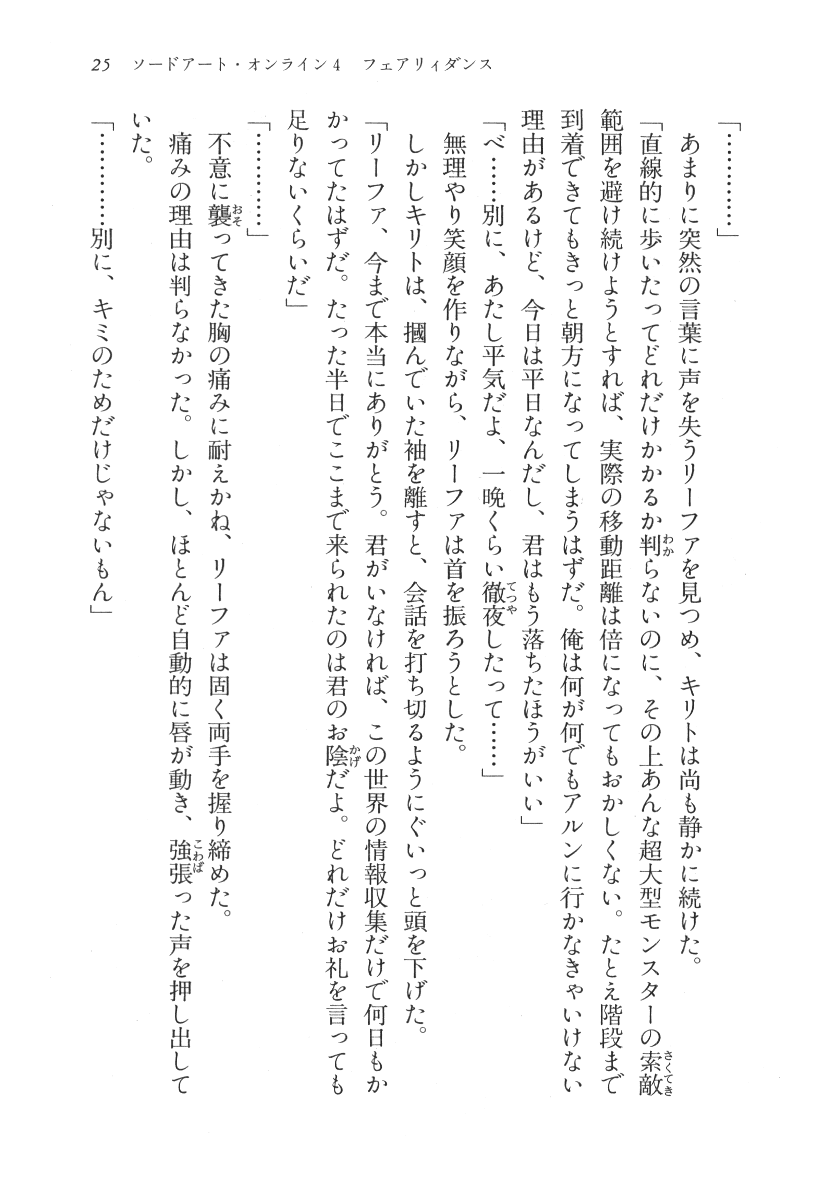 25 ソードアート・オンライン4 フェアリィダンス
「…………」
あまりに突然の言葉に声を失うリーファを見つめ、キリトは尚も静かに続けた。
「直線的に歩いたってどれだけかかるか判らないのに、その上あんな超大型モンスターの索敵
範囲を避け続けようとすれば、実際の移動距離は倍になってもおかしくない。たとえ階段まで
到着できてもきっと朝方になってしまうはずだ。俺は何が何でもアルンに行かなきゃいけない
理由があるけど、今日は平日なんだし、君はもう落ちたほうがいい」
「べ……別に、あたし平気だよ、一晩くらい徹夜したって……」
無理やり笑顔を作りながら、リーファは首を振ろうとした。
しかしキリトは、摑んでいた袖を離すと、会話を打ち切るようにぐいっと頭を下げた。
「リーファ、今まで本当にありがとう。君がいなければ、この世界の情報収集だけで何日もか
かってたはずだ。たった半日でここまで来られたのは君のお陰だよ。どれだけお礼を言っても
足りないくらいだ」
「…………」
不意に襲ってきた胸の痛みに耐えかね、リーファは固く両手を握り締めた。
痛みの理由は判らなかった。しかし、ほとんど自動的に唇が動き、強張った声を押し出して
いた。
「…………別に、キミのためだけじゃないもん」